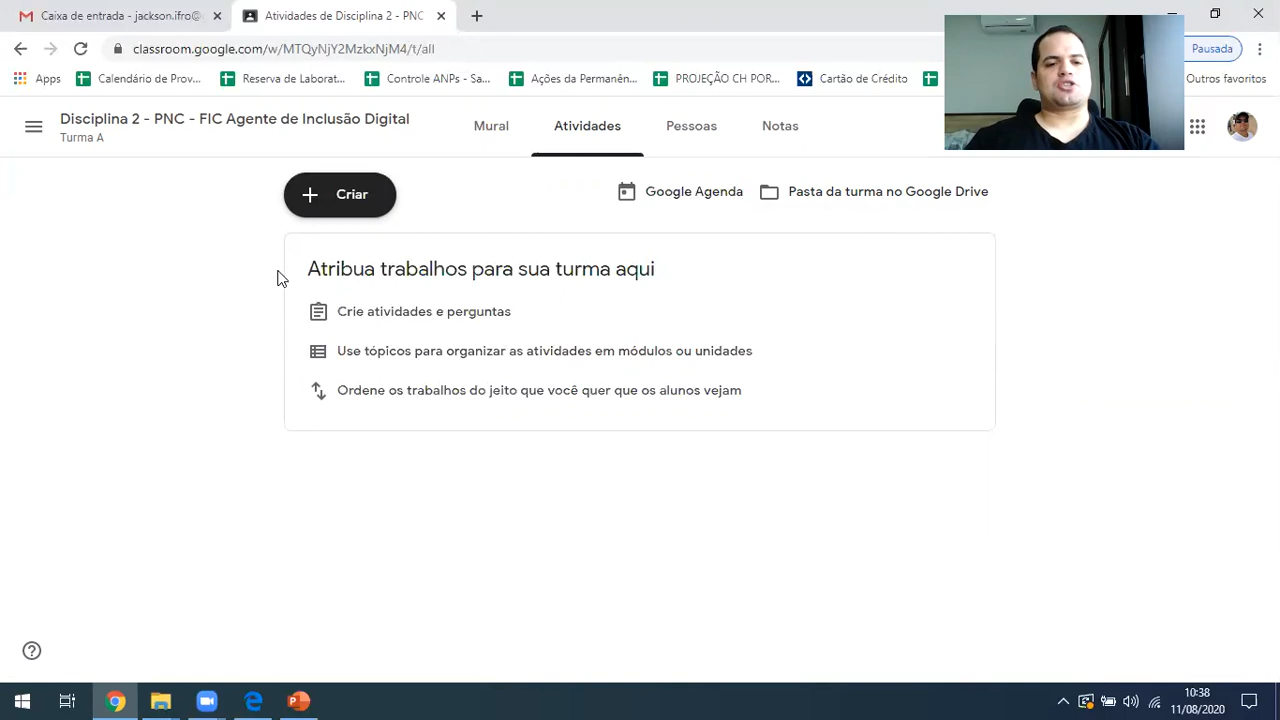 Caixa de entrada - jackson.ifro@
Atividades de Disciplina 2 - PNC
classroom.google.com/w/MTQyNjY2MzkxNjM4/t/all
Pausada
Apps
Calendário de Prov...
Reserva de Laborat...
Controle ANPs - Sa...
Ações da Permanên...
PROJEÇÃO CH POR...
Cartão de Crédito
Outros favoritos
Disciplina 2 - PNC - FIC Agente de Inclusão Digital
Turma A
Mural
Atividades
Pessoas
Notas
Criar
Google Agenda
Pasta da turma no Google Drive
Atribua trabalhos para sua turma aqui
Crie atividades e perguntas
Use tópicos para organizar as atividades em módulos ou unidades
Ordene os trabalhos do jeito que você quer que os alunos vejam
10:38
11/08/2020